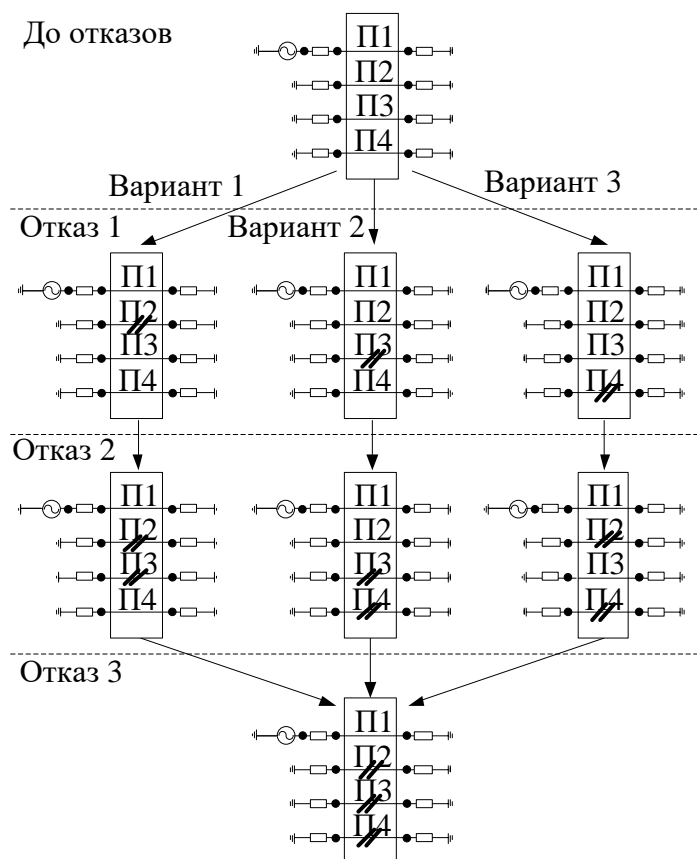 До отказов
П1
П2
П3
П4
Вариант 1
Вариант 3
Отказ 1
Вариант 2
П1
П2
П3
П4
П1
П2
П3
П4
П1
П2
П3
П4
Отказ 2
П1
П2
П3
П4
П1
П2
П3
П4
П1
П2
П3
П4
Отказ 3
П1
П2
П3
П4